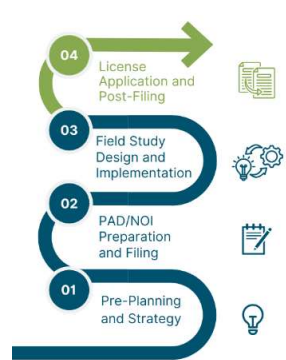 04
License
Application and
Post-Filing
03
Field Study
Design and
Implementation
02
PAD/NOI
Preparation
and Filing
01
Pre-Planning
and Strategy